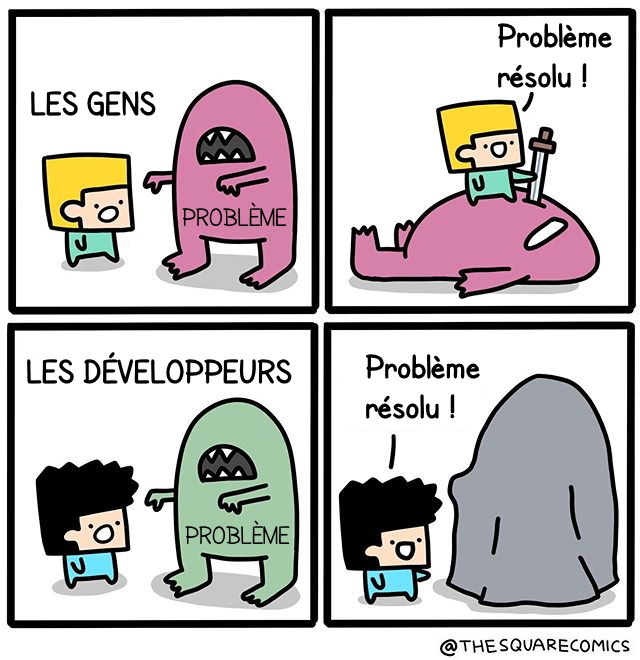 LES GENS
PROBLÈME
Problème
résolu !
LES DÉVELOPPEURS
PROBLÈME
Problème
résolu !
@THESQUARECOMICS